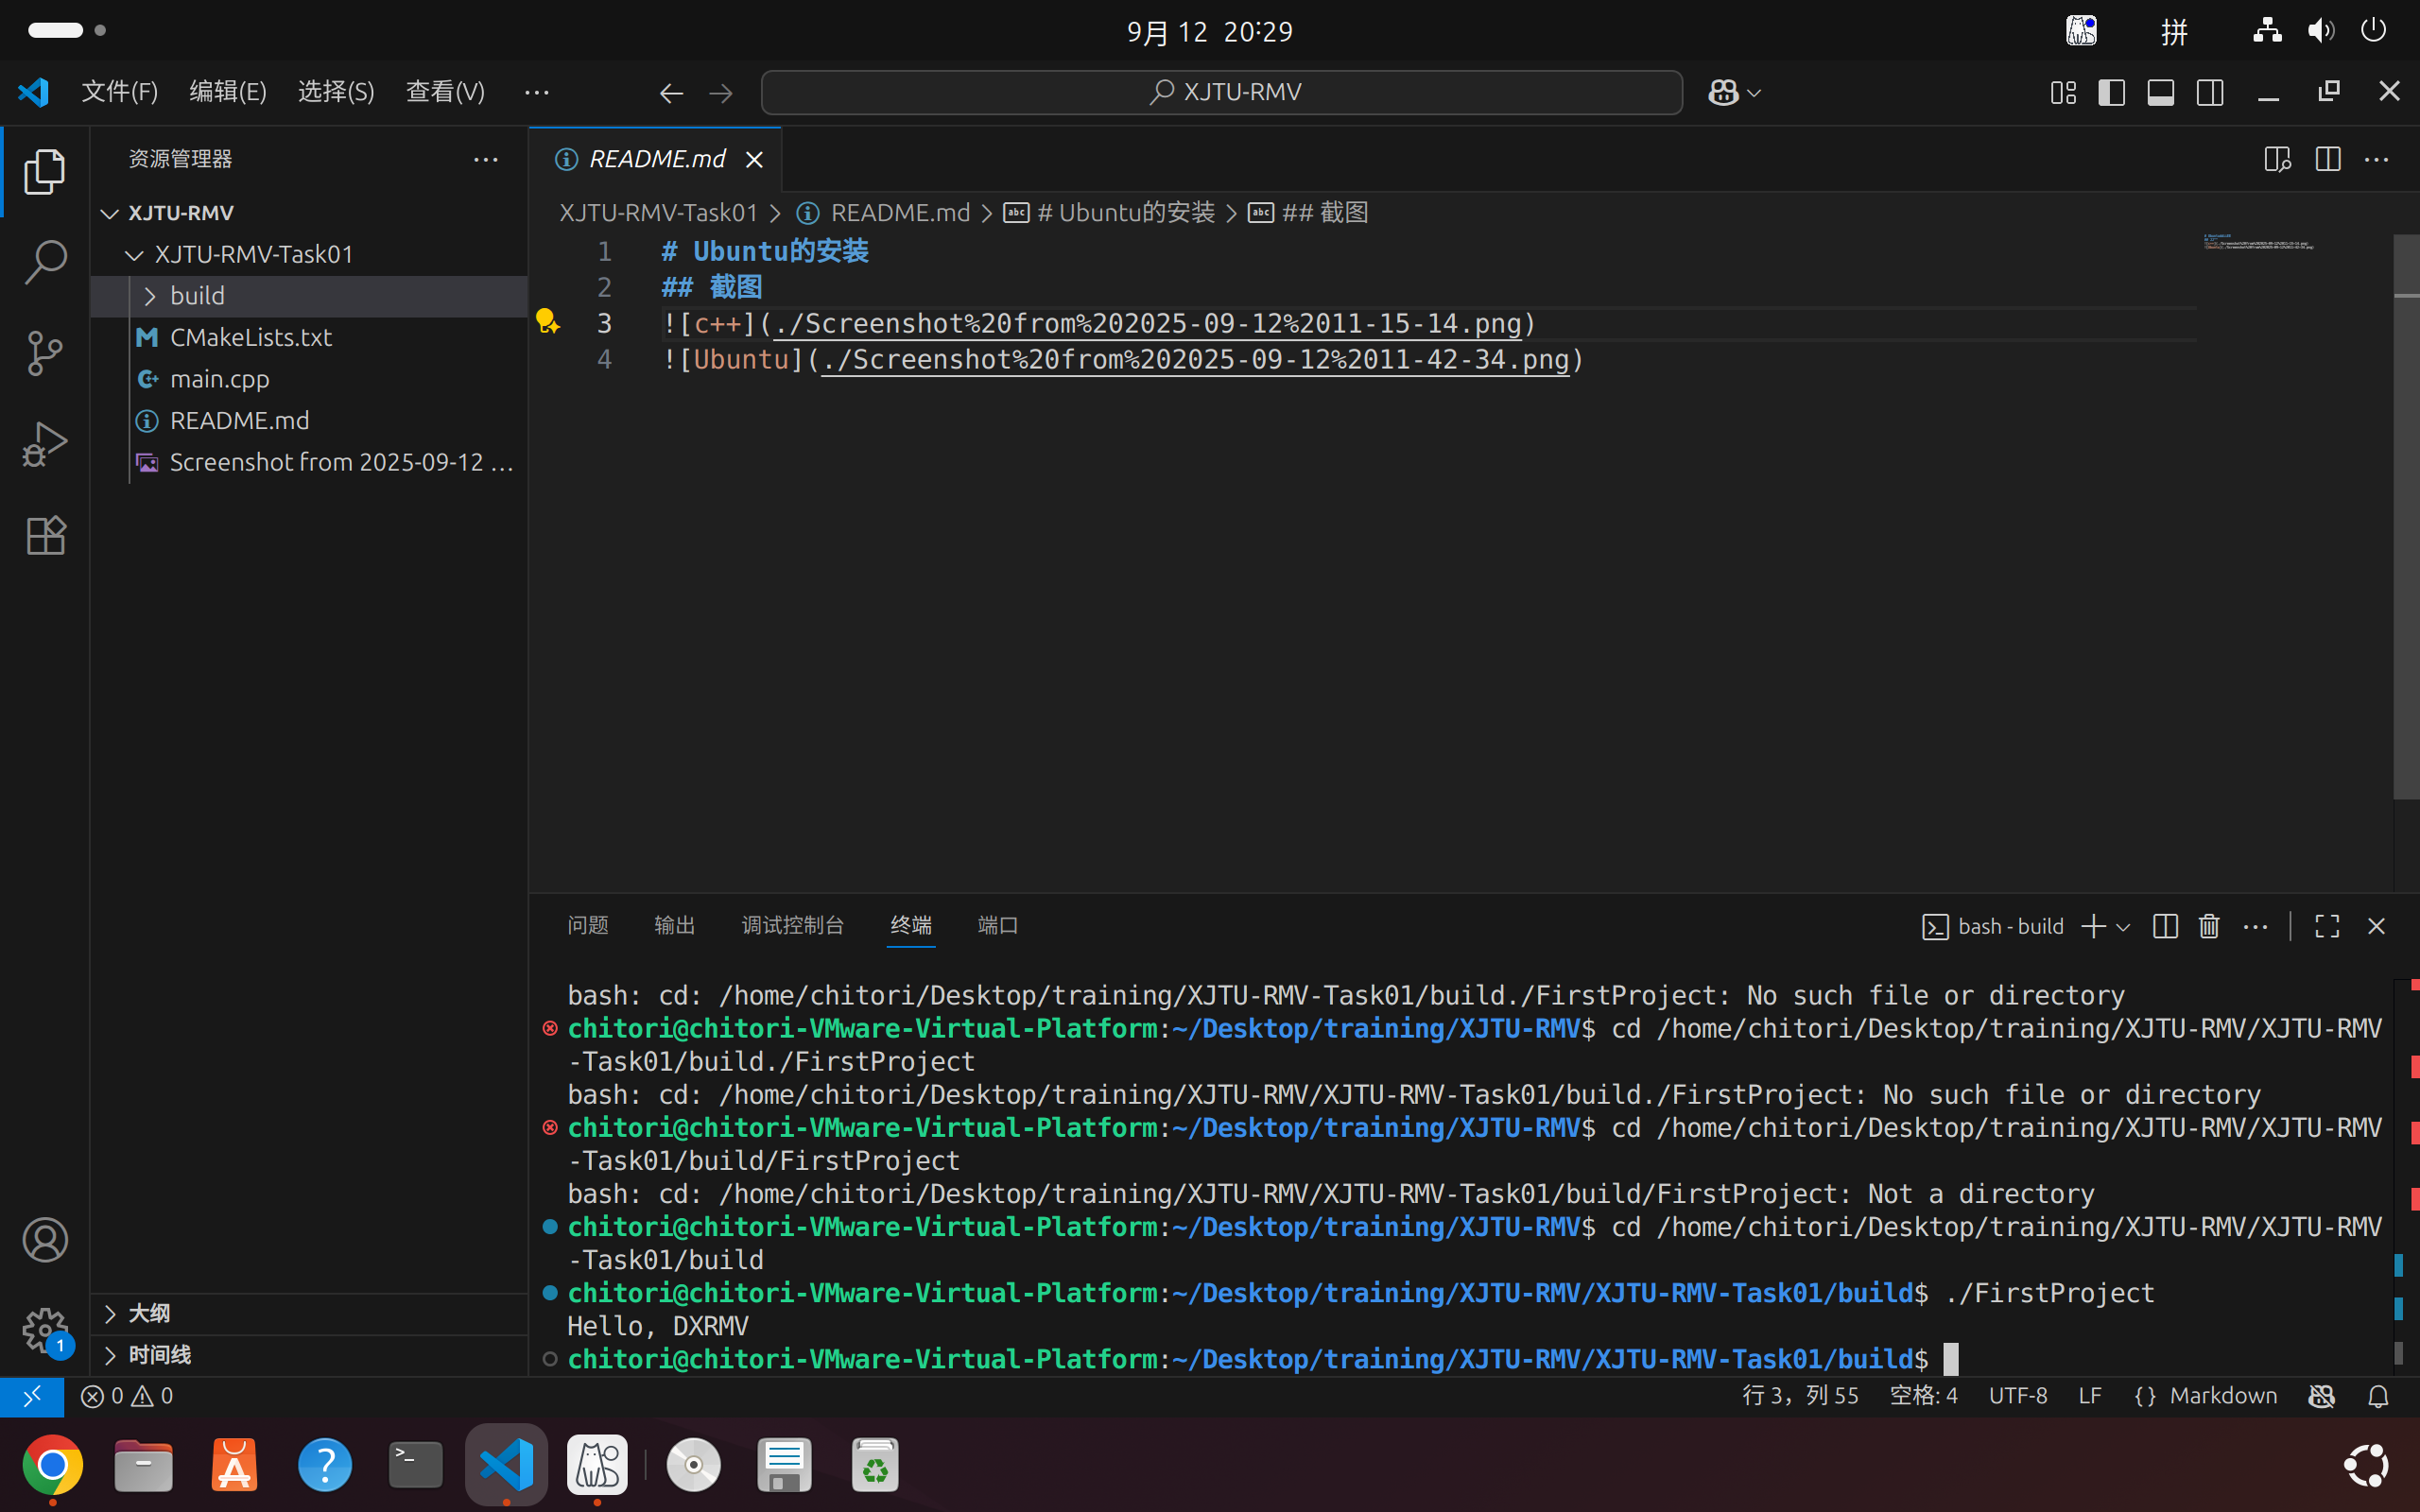 9月 12 20:29
拼
文件(F) 编辑(E) 选择(S) 查看(V) ···
XJTU-RMV
资源管理器
README.md
XJTU-RMV
XJTU-RMV-Task01 > README.md > # Ubuntu的安装 > ## 截图
XJTU-RMV-Task01
build
CMakeLists.txt
main.cpp
README.md
Screenshot from 2025-09-12 ...
1 # Ubuntu的安装
2 ## 截图
3 ![c++](./Screenshot%20from%202025-09-12%2011-15-14.png)
4 ![Ubuntu](./Screenshot%20from%202025-09-12%2011-42-34.png)
问题 输出 调试控制台 终端 端口
bash - build
bash: cd: /home/chitori/Desktop/training/XJTU-RMV-Task01/build./FirstProject: No such file or directory
chitori@chitori-VMware-Virtual-Platform:~/Desktop/training/XJTU-RMV$ cd /home/chitori/Desktop/training/XJTU-RMV/XJTU-RMV
-Task01/build./FirstProject
bash: cd: /home/chitori/Desktop/training/XJTU-RMV/XJTU-RMV-Task01/build./FirstProject: No such file or directory
chitori@chitori-VMware-Virtual-Platform:~/Desktop/training/XJTU-RMV$ cd /home/chitori/Desktop/training/XJTU-RMV/XJTU-RMV
-Task01/build/FirstProject
bash: cd: /home/chitori/Desktop/training/XJTU-RMV/XJTU-RMV-Task01/build/FirstProject: Not a directory
chitori@chitori-VMware-Virtual-Platform:~/Desktop/training/XJTU-RMV$ cd /home/chitori/Desktop/training/XJTU-RMV/XJTU-RMV
-Task01/build
chitori@chitori-VMware-Virtual-Platform:~/Desktop/training/XJTU-RMV/XJTU-RMV-Task01/build$ ./FirstProject
Hello, DXRMV
chitori@chitori-VMware-Virtual-Platform:~/Desktop/training/XJTU-RMV/XJTU-RMV-Task01/build$
大纲
时间线
1
0 0
行 3，列 55 空格: 4 UTF-8 LF {} Markdown